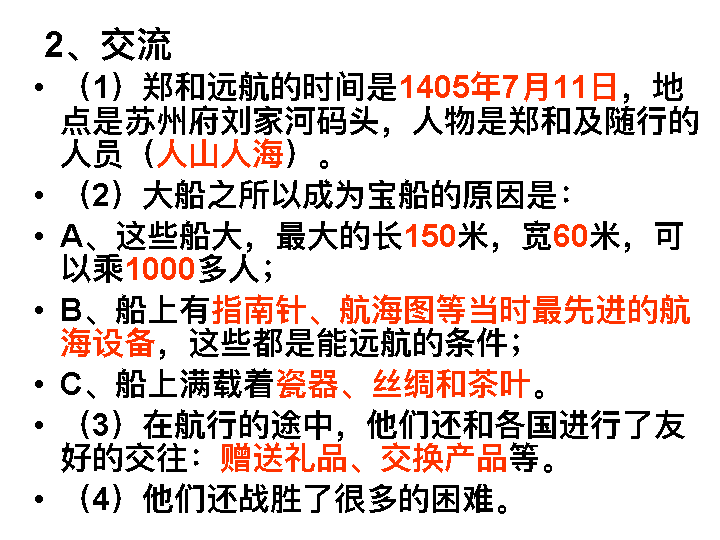 2、交流
• （1）郑和远航的时间是1405年7月11日，地
点是苏州府刘家河码头，人物是郑和及随行的
人员（人山人海）。
• （2）大船之所以成为宝船的原因是：
• A、这些船大，最大的长150米，宽60米，可
以乘1000多人；
• B、船上有指南针、航海图等当时最先进的航
海设备，这些都是能远航的条件；
• C、船上满载着瓷器、丝绸和茶叶。
• （3）在航行的途中，他们还和各国进行了友
好的交往：赠送礼品、交换产品等。
• （4）他们还战胜了很多的困难。